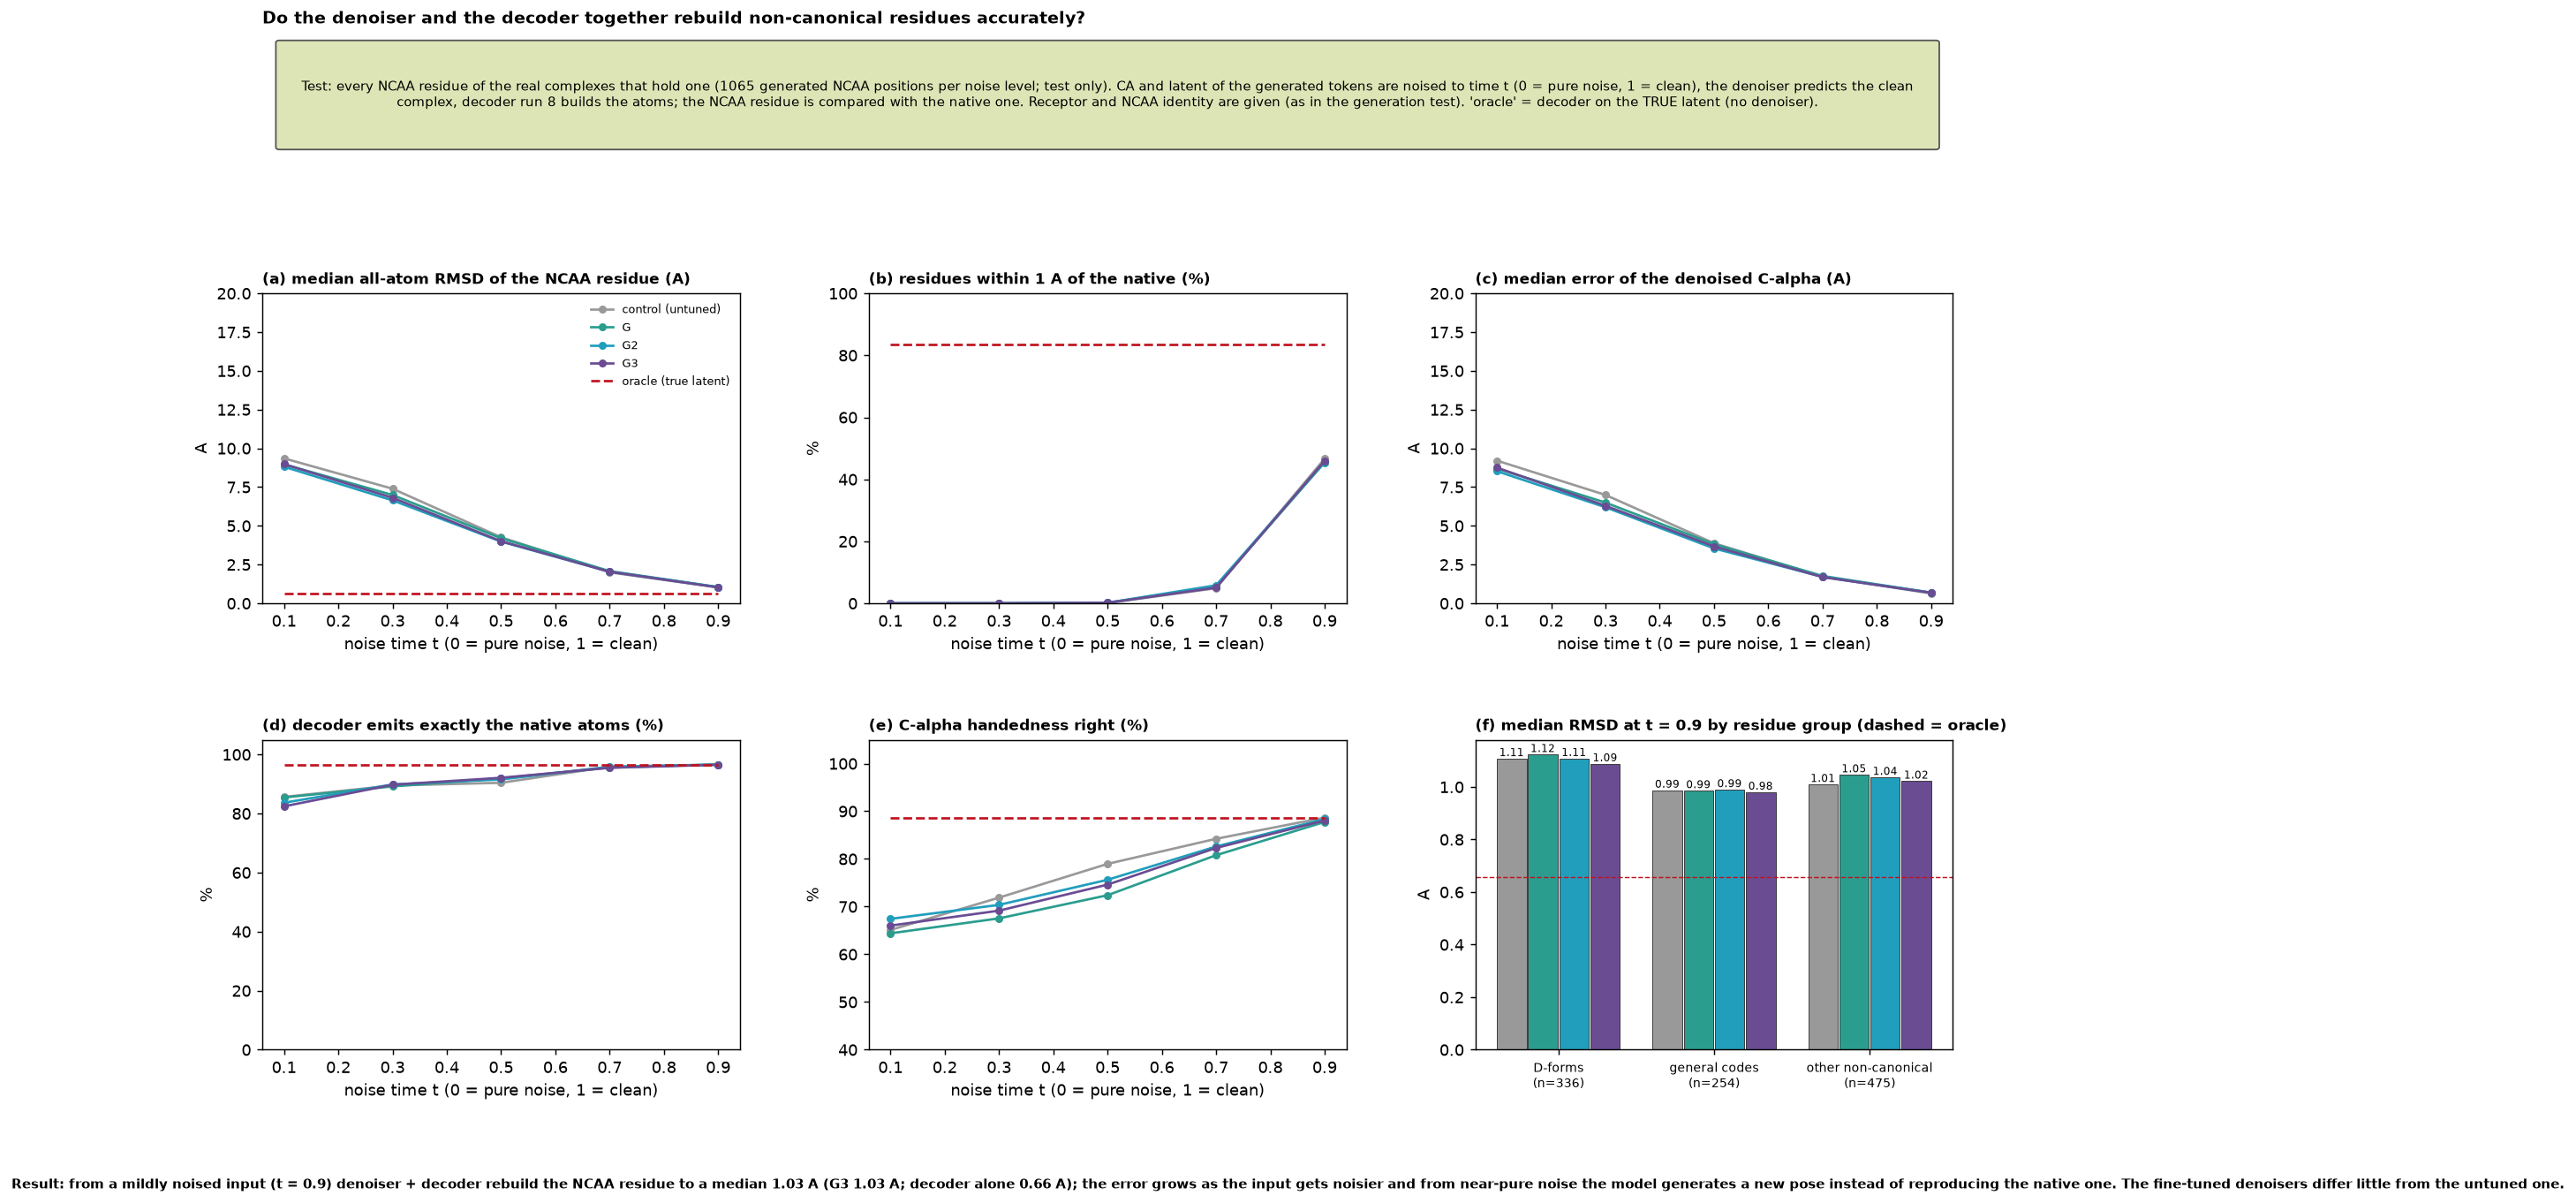 Do the denoiser and the decoder together rebuild non-canonical residues accurately?
Test: every NCAA residue of the real complexes that hold one (1065 generated NCAA positions per noise level; test only). CA and latent of the generated tokens are noised to time t (0 = pure noise, 1 = clean), the denoiser predicts the clean
complex, decoder run 8 builds the atoms; the NCAA residue is compared with the native one. Receptor and NCAA identity are given (as in the generation test). 'oracle' = decoder on the TRUE latent (no denoiser).
(a) median all-atom RMSD of the NCAA residue (A)
20.0
17.5
15.0
12.5
10.0
7.5
5.0
2.5
0.0
A
control (untuned)
G
G2
G3
oracle (true latent)
0.1 0.2 0.3 0.4 0.5 0.6 0.7 0.8 0.9
noise time t (0 = pure noise, 1 = clean)
(b) residues within 1 A of the native (%)
100
80
60
40
20
0
%
0.1 0.2 0.3 0.4 0.5 0.6 0.7 0.8 0.9
noise time t (0 = pure noise, 1 = clean)
(c) median error of the denoised C-alpha (A)
20.0
17.5
15.0
12.5
10.0
7.5
5.0
2.5
0.0
A
0.1 0.2 0.3 0.4 0.5 0.6 0.7 0.8 0.9
noise time t (0 = pure noise, 1 = clean)
(d) decoder emits exactly the native atoms (%)
100
80
60
40
20
0
%
0.1 0.2 0.3 0.4 0.5 0.6 0.7 0.8 0.9
noise time t (0 = pure noise, 1 = clean)
(e) C-alpha handedness right (%)
100
90
80
70
60
50
40
%
0.1 0.2 0.3 0.4 0.5 0.6 0.7 0.8 0.9
noise time t (0 = pure noise, 1 = clean)
(f) median RMSD at t = 0.9 by residue group (dashed = oracle)
1.0
0.8
0.6
0.4
0.2
0.0
A
1.11 1.12 1.11 1.09
0.99 0.99 0.99 0.98
1.01 1.05 1.04 1.02
D-forms
(n=336)
general codes
(n=254)
other non-canonical
(n=475)
Result: from a mildly noised input (t = 0.9) denoiser + decoder rebuild the NCAA residue to a median 1.03 A (G3 1.03 A; decoder alone 0.66 A); the error grows as the input gets noisier and from near-pure noise the model generates a new pose instead of reproducing the native one. The fine-tuned denoisers differ little from the untuned one.